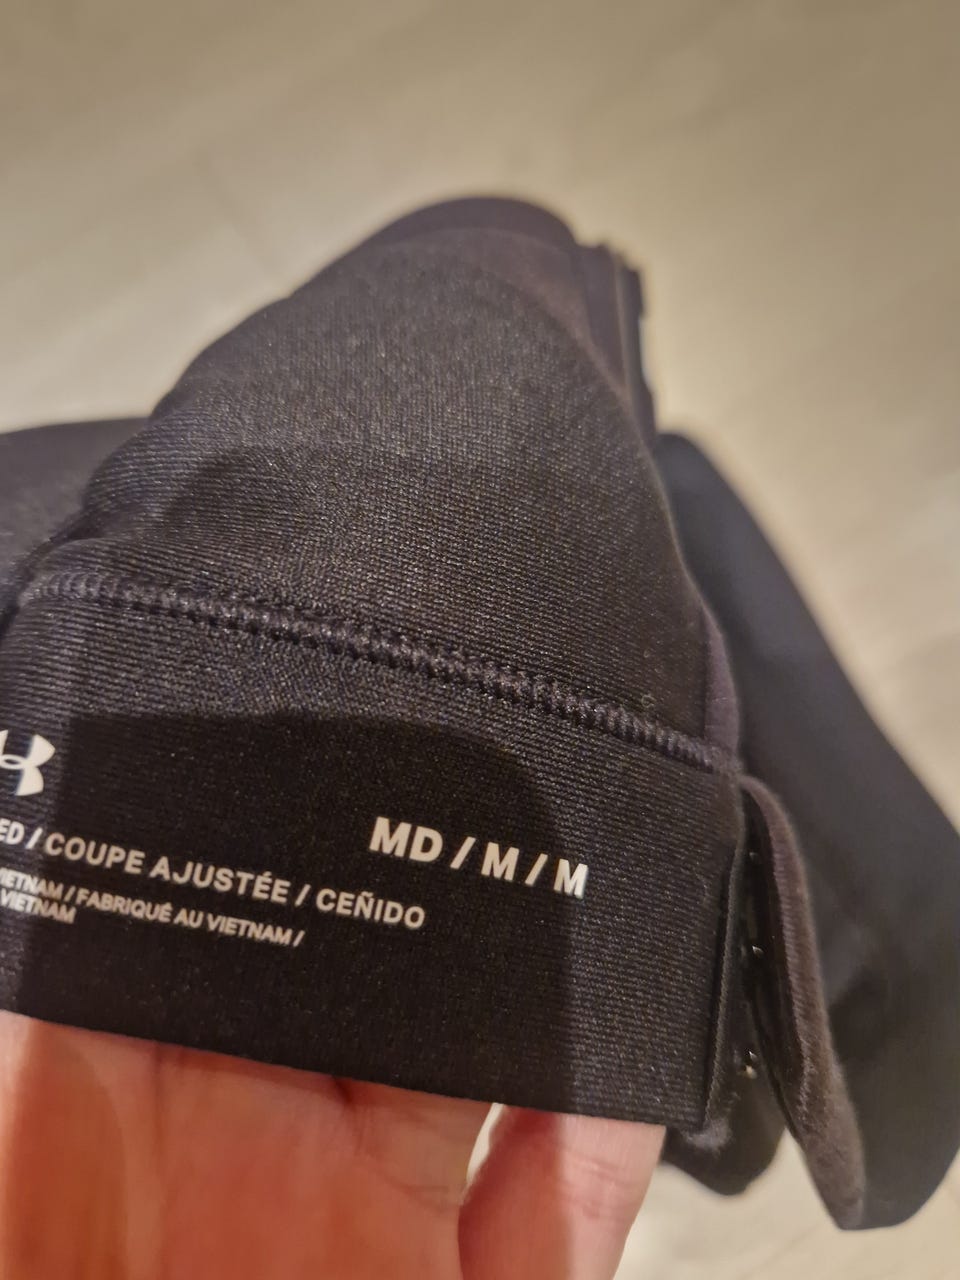 MD / M / M
ED / COUPE AJUSTÉE / CEÑIDO
VIETNAM / FABRIQUÉ AU VIETNAM /
VIETNAM